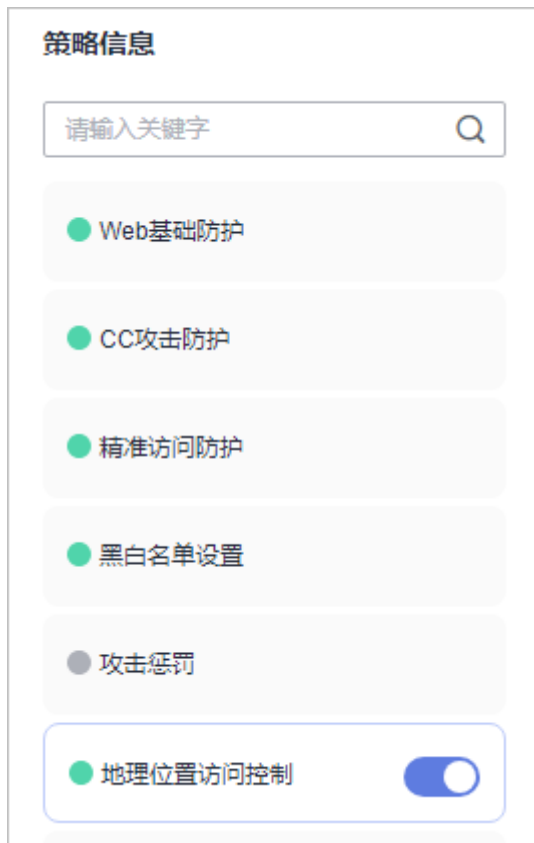 策略信息
请输入关键字
Web基础防护
CC攻击防护
精准访问防护
黑白名单设置
攻击惩罚
地理位置访问控制